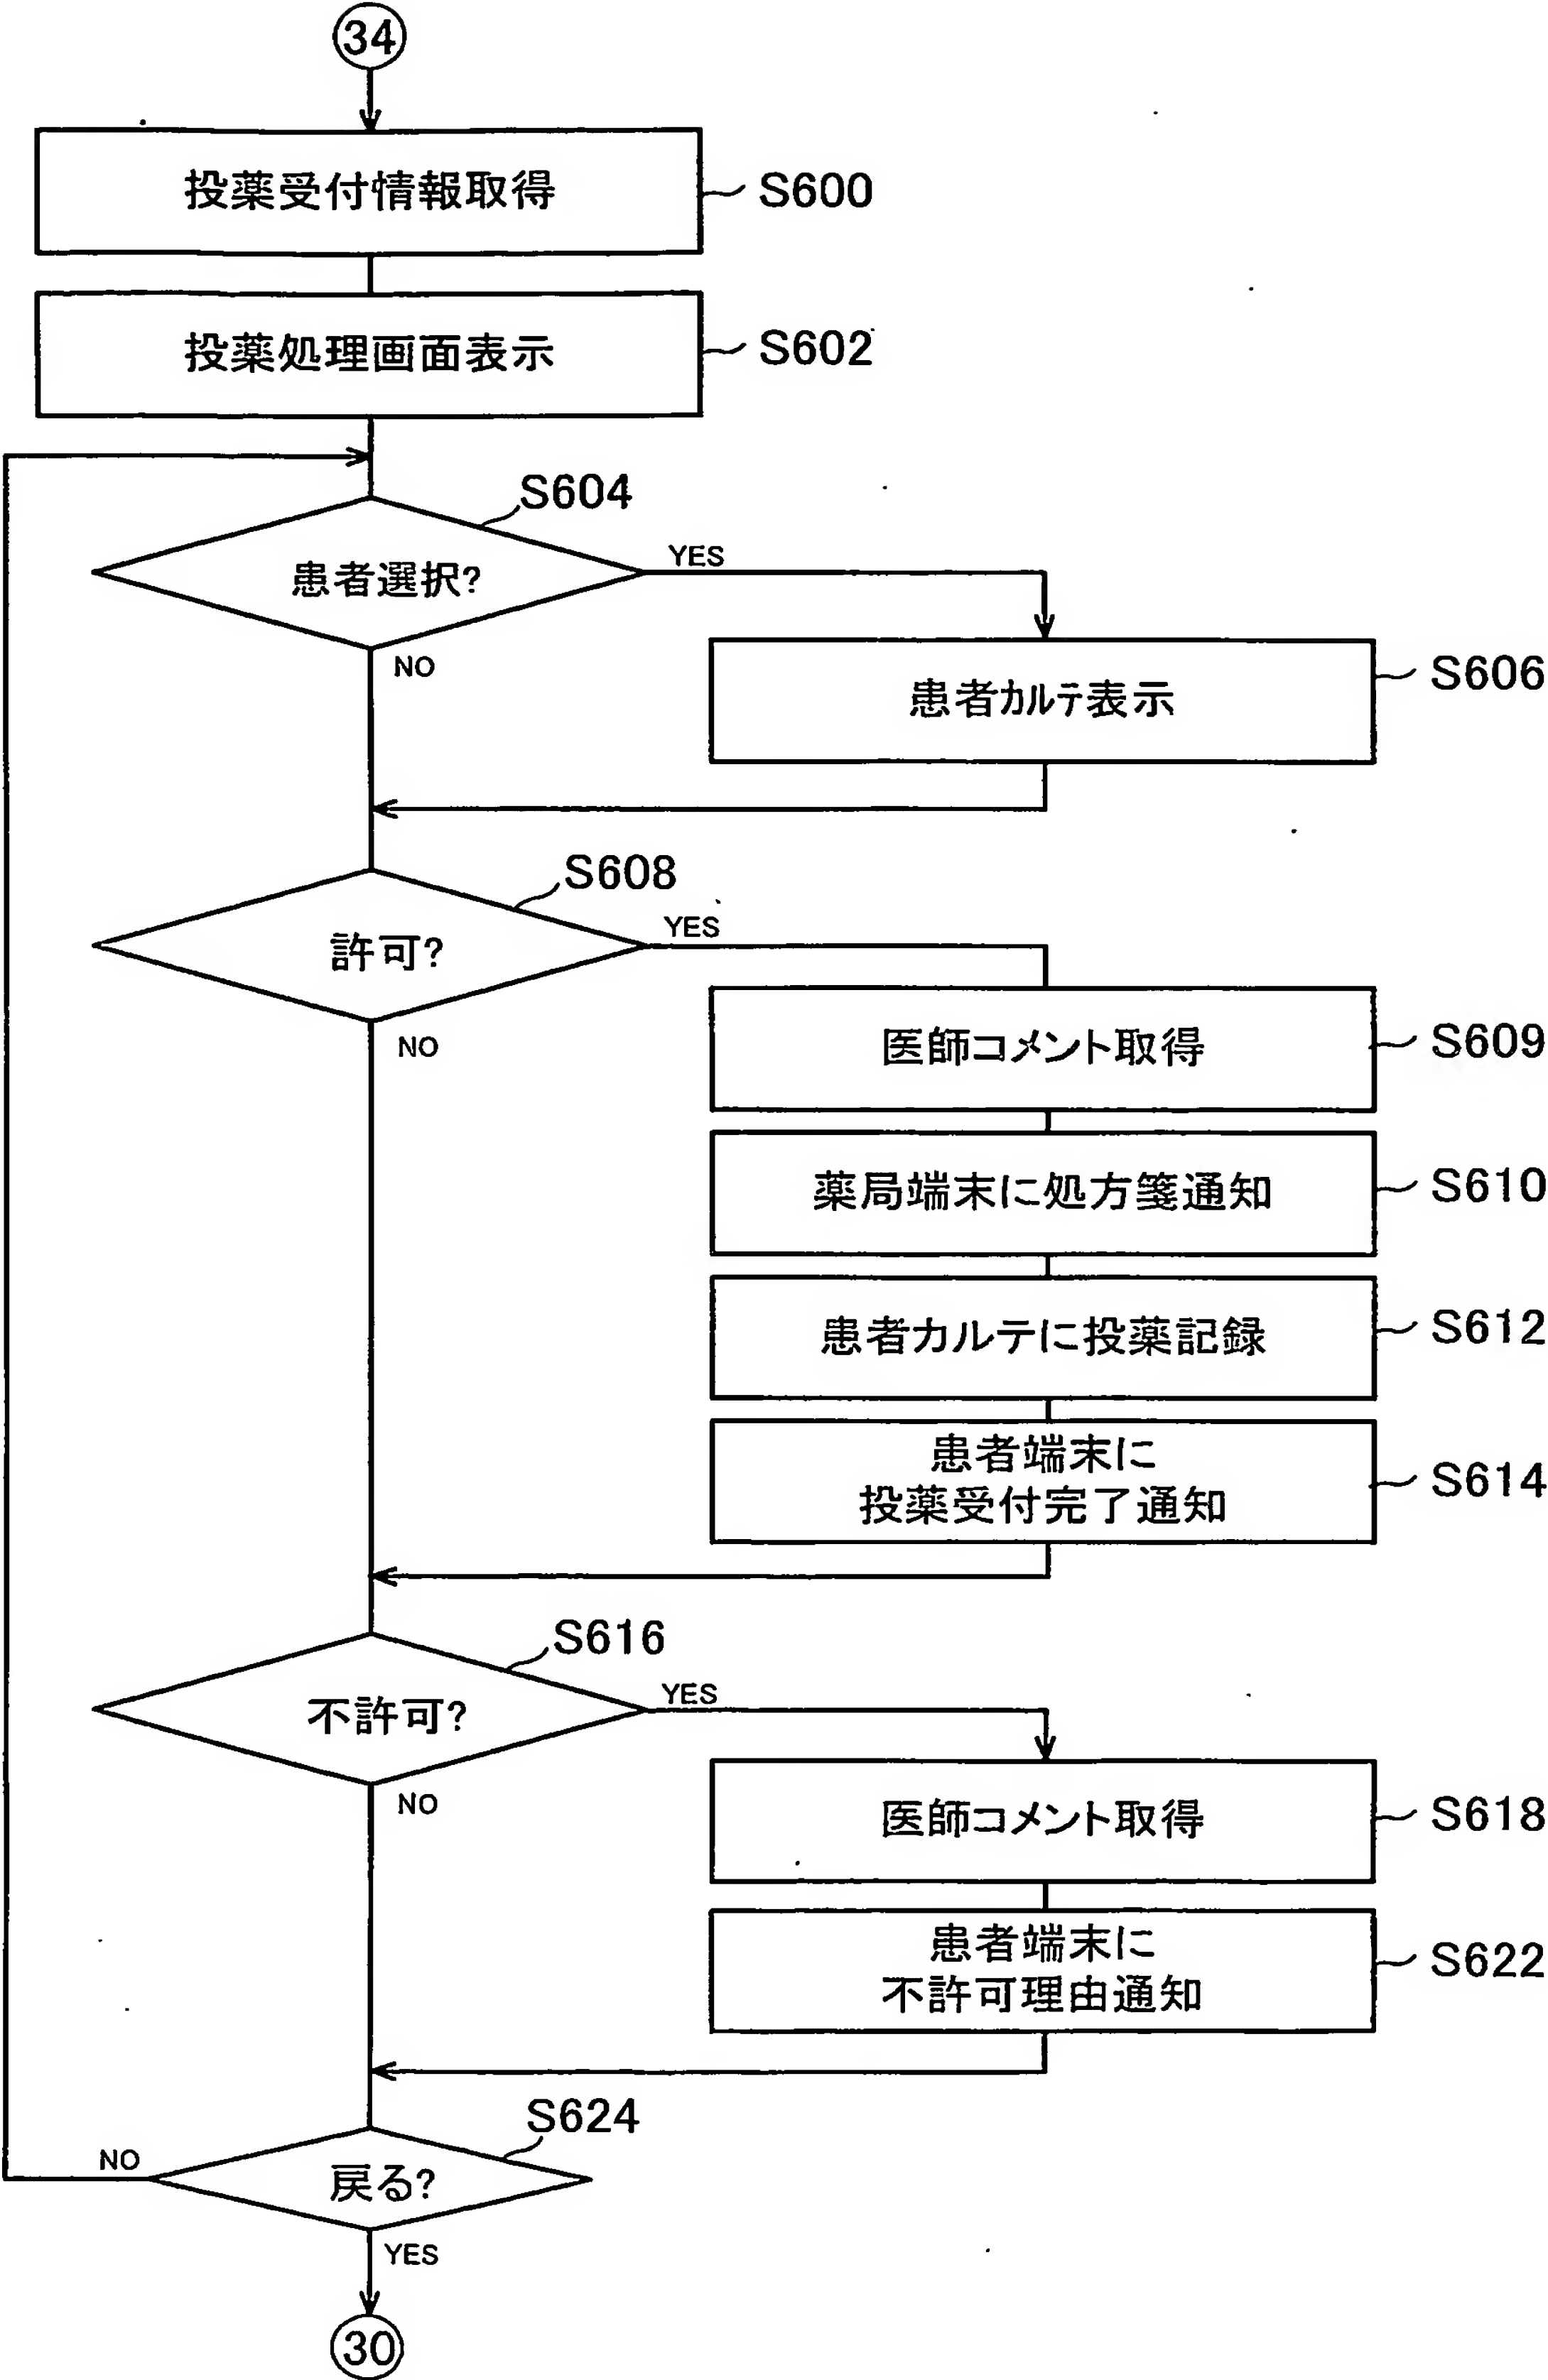 34
投薬受付情報取得
S600
投薬処理画面表示
S602
S604
患者選択?
YES
NO
患者カルテ表示
S606
S608
許可?
YES
NO
医師コメント取得
S609
薬局端末に処方箋通知
S610
患者カルテに投薬記録
S612
患者端末に
投薬受付完了通知
S614
S616
不許可?
YES
NO
医師コメント取得
S618
患者端末に
不許可理由通知
S622
S624
戻る?
NO
YES
30